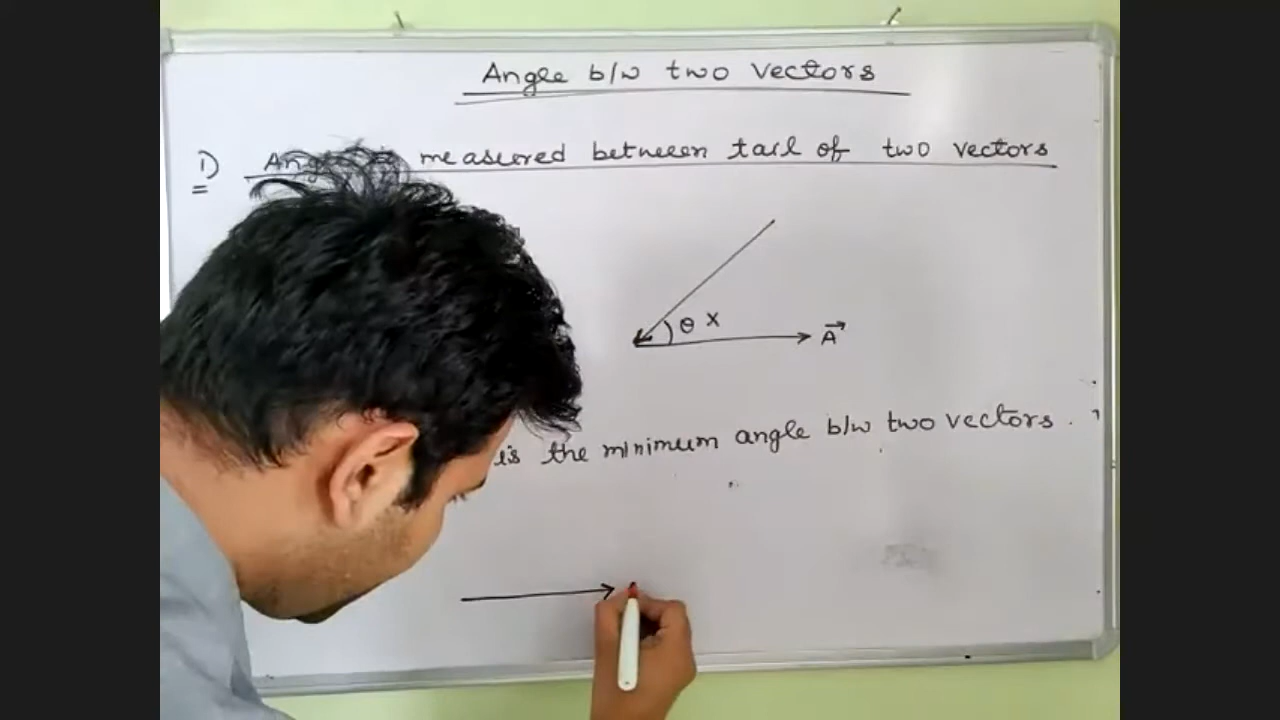 Angle b/w two vectors
1) measured between tail of two vectors
θ x
A
is the minimum angle b/w two vectors.